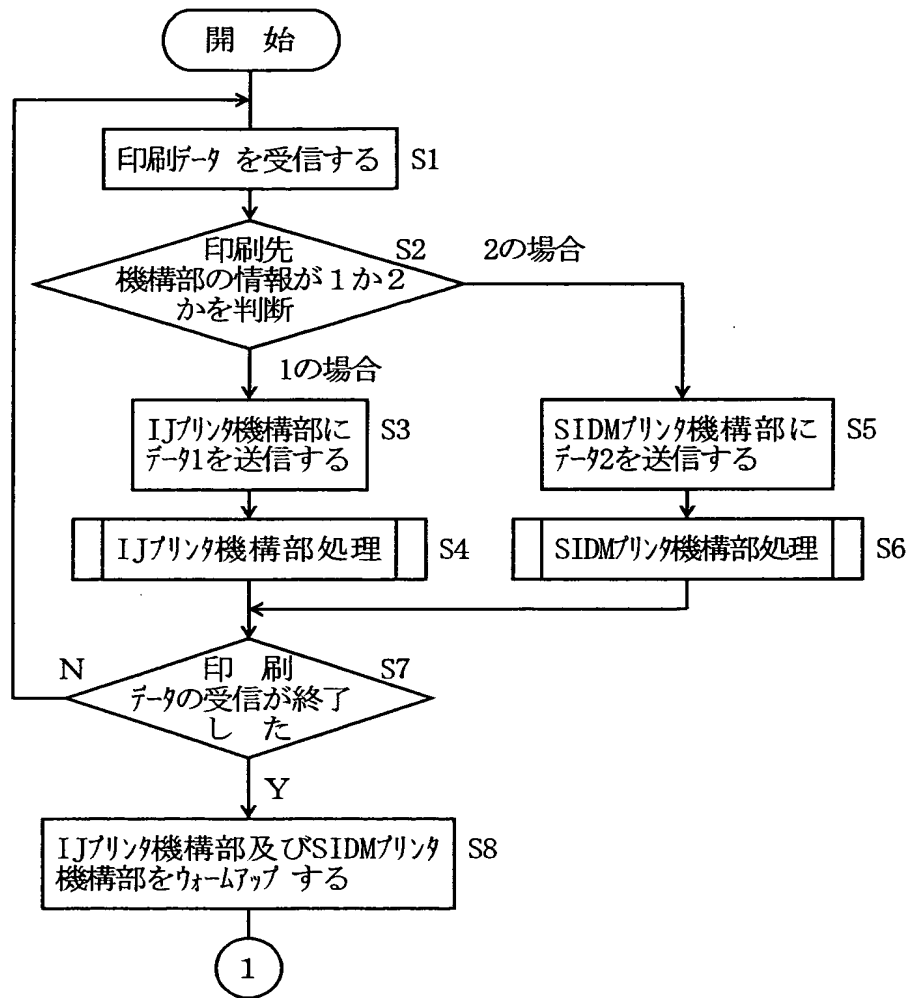 開 始
印刷ﾃﾞｰﾀ を受信する S1
印刷先 S2
機構部の情報が１か２
かを判断
2の場合
1の場合
IJﾌﾟﾘﾝﾀ機構部に S3
ﾃﾞｰﾀ1を送信する
SIDMﾌﾟﾘﾝﾀ機構部に S5
ﾃﾞｰﾀ2を送信する
IJﾌﾟﾘﾝﾀ機構部処理 S4
SIDMﾌﾟﾘﾝﾀ機構部処理 S6
N
印 刷 S7
ﾃﾞｰﾀの受信が終了
し た
Y
IJﾌﾟﾘﾝﾀ機構部及びSIDMﾌﾟﾘﾝﾀ S8
機構部をｳｫｰﾑｱｯﾌﾟ する
1